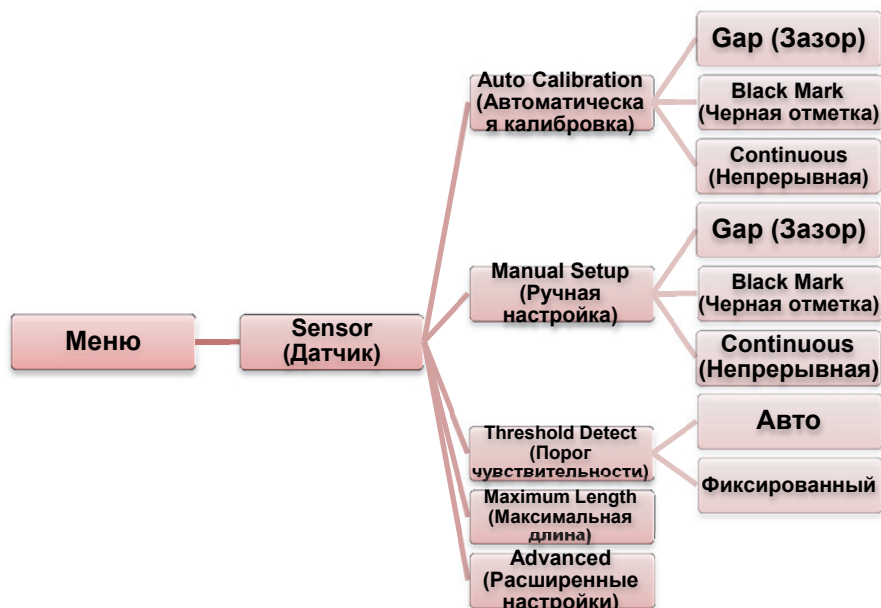 Меню
Sensor
(Датчик)
Auto Calibration
(Автоматическа
я калибровка)
Gap (Зазор)
Black Mark
(Черная отметка)
Continuous
(Непрерывная)
Manual Setup
(Ручная
настройка)
Gap (Зазор)
Black Mark
(Черная отметка)
Continuous
(Непрерывная)
Threshold Detect
(Порог
чувствительности)
Авто
Фиксированный
Maximum Length
(Максимальная
длина)
Advanced
(Расширенные
настройки)